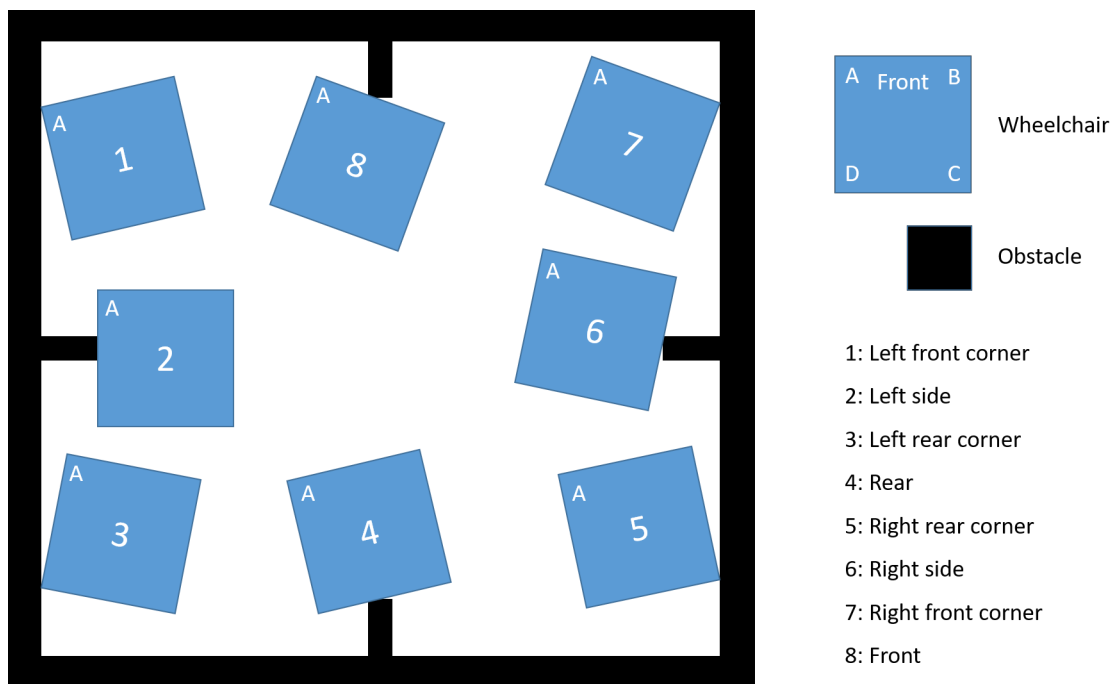 A
1
A
8
A
7
A
2
A
6
A
3
A
4
A
5
A Front B
D C
Wheelchair
Obstacle
1: Left front corner
2: Left side
3: Left rear corner
4: Rear
5: Right rear corner
6: Right side
7: Right front corner
8: Front